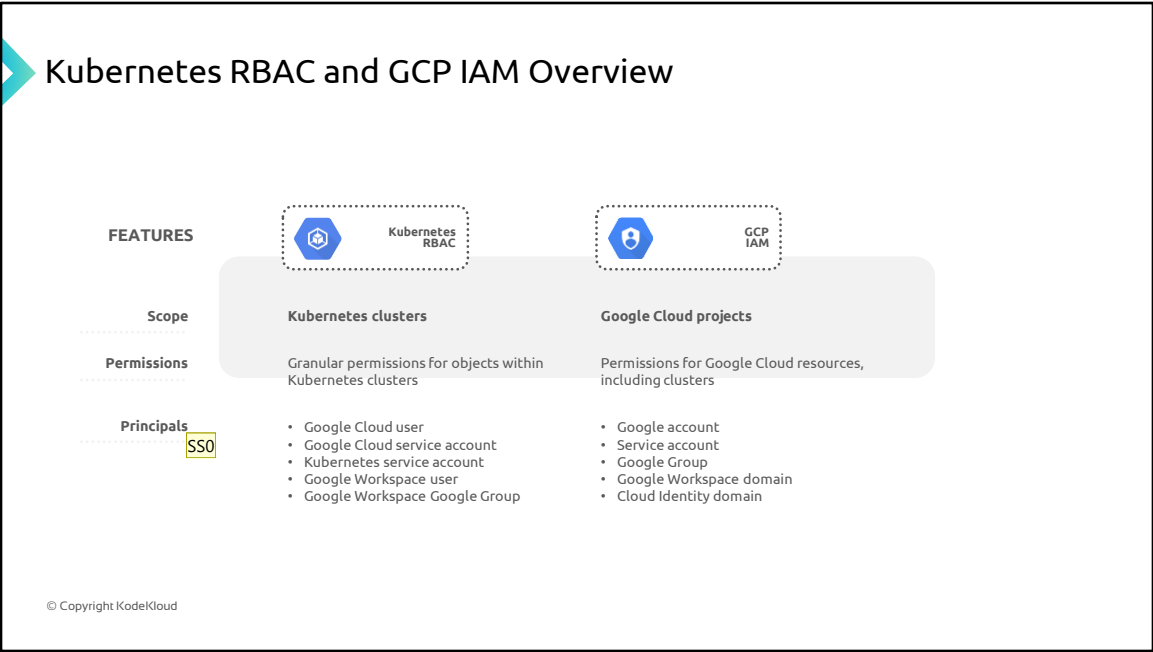 Kubernetes RBAC and GCP IAM Overview
FEATURES
Kubernetes
RBAC
GCP
IAM
Scope
Kubernetes clusters
Google Cloud projects
Permissions
Granular permissions for objects within
Kubernetes clusters
Permissions for Google Cloud resources,
including clusters
Principals
SS0
• Google Cloud user
• Google Cloud service account
• Kubernetes service account
• Google Workspace user
• Google Workspace Google Group
• Google account
• Service account
• Google Group
• Google Workspace domain
• Cloud Identity domain
© Copyright KodeKloud